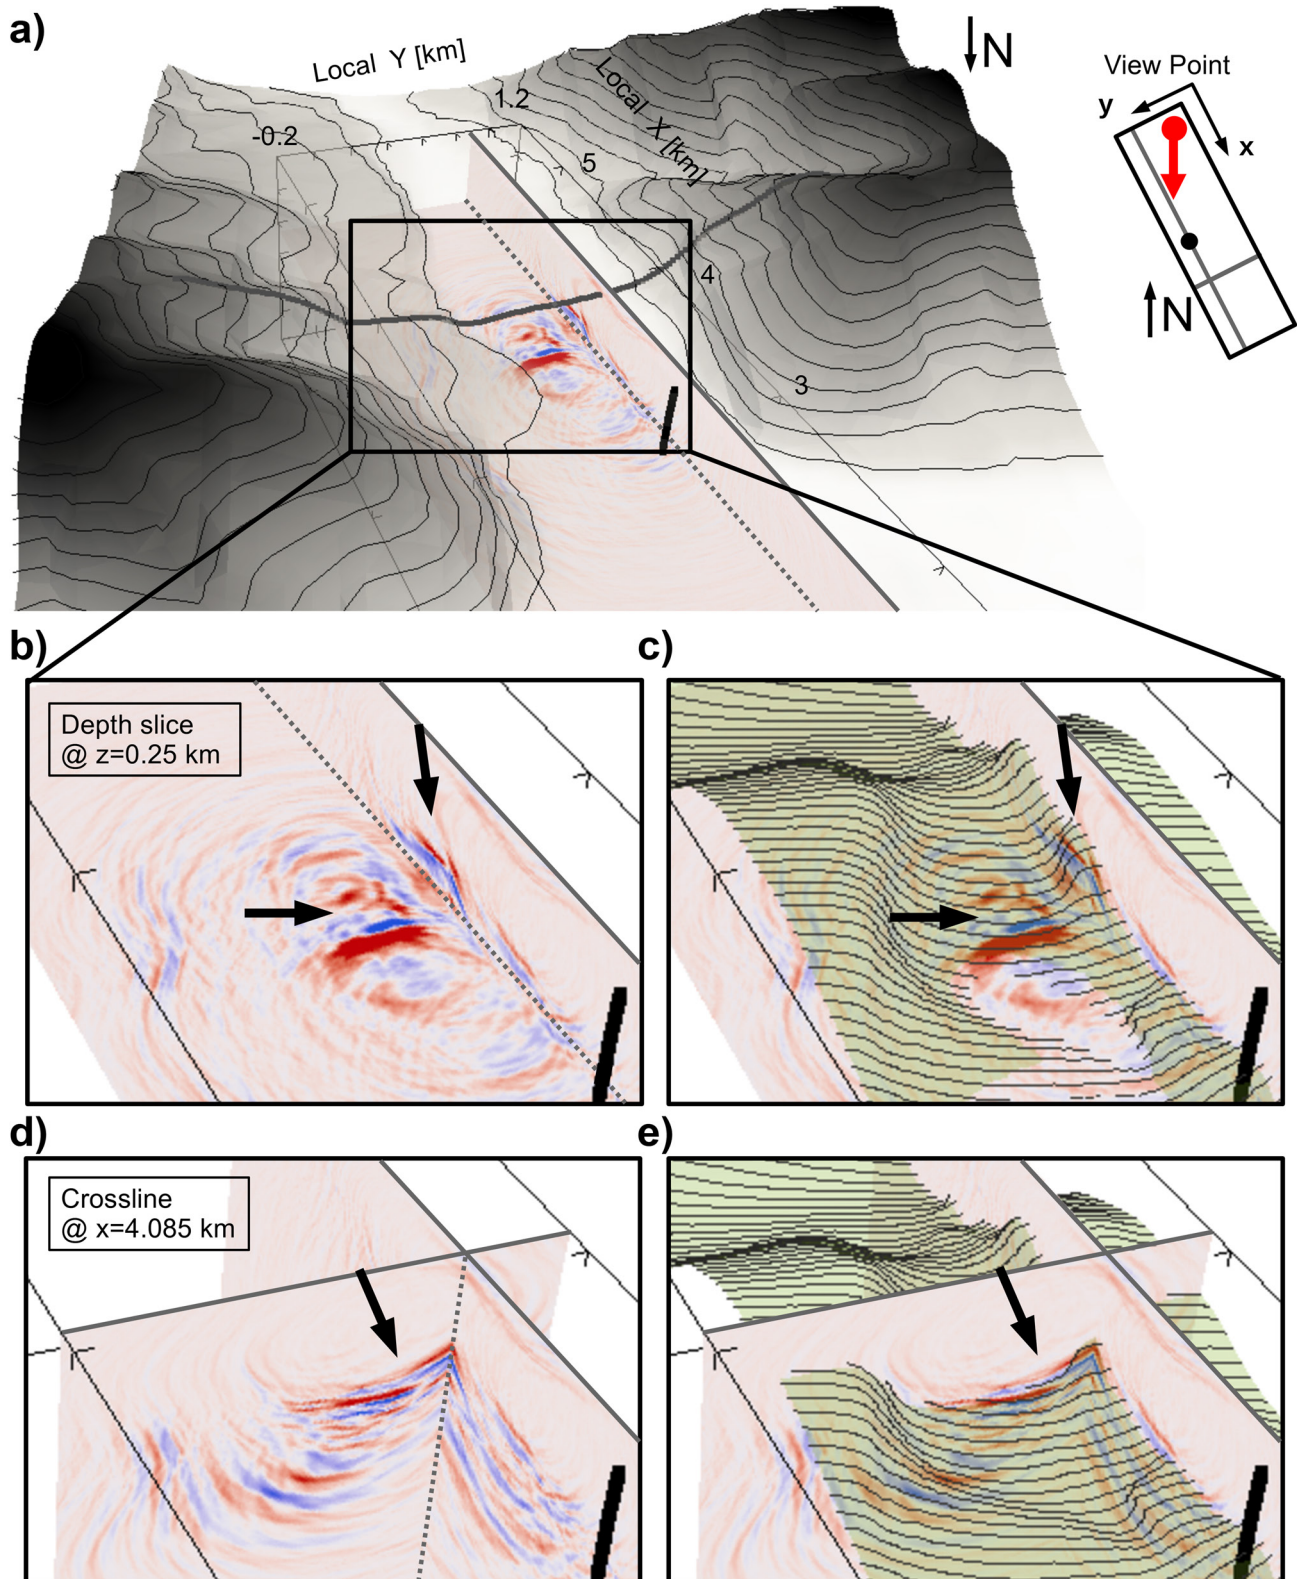 a)
Local Y [km]
-0.2
1.2
Local X [km]
5
4
3
N
View Point
y
x
N
b)
Depth slice
@ z=0.25 km
c)
d)
Crossline
@ x=4.085 km
e)